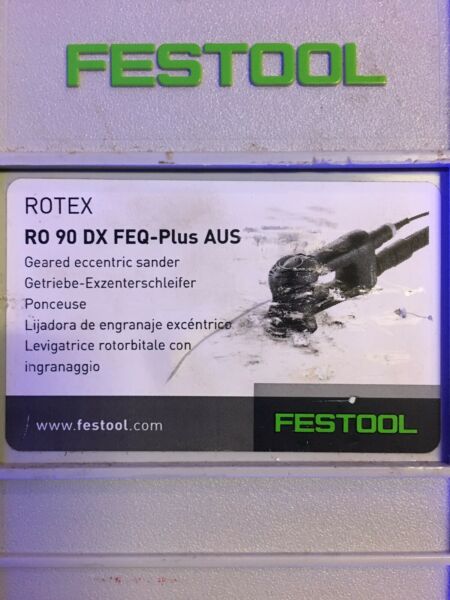 FESTOOL
ROTEX
RO 90 DX FEQ-Plus AUS
Geared eccentric sander
Getriebe-Exzenterschleifer
Ponceuse
Lijadora de engranaje excéntrico
Levigatrice rotorbitale con
ingranaggio
www.festool.com
FESTOOL